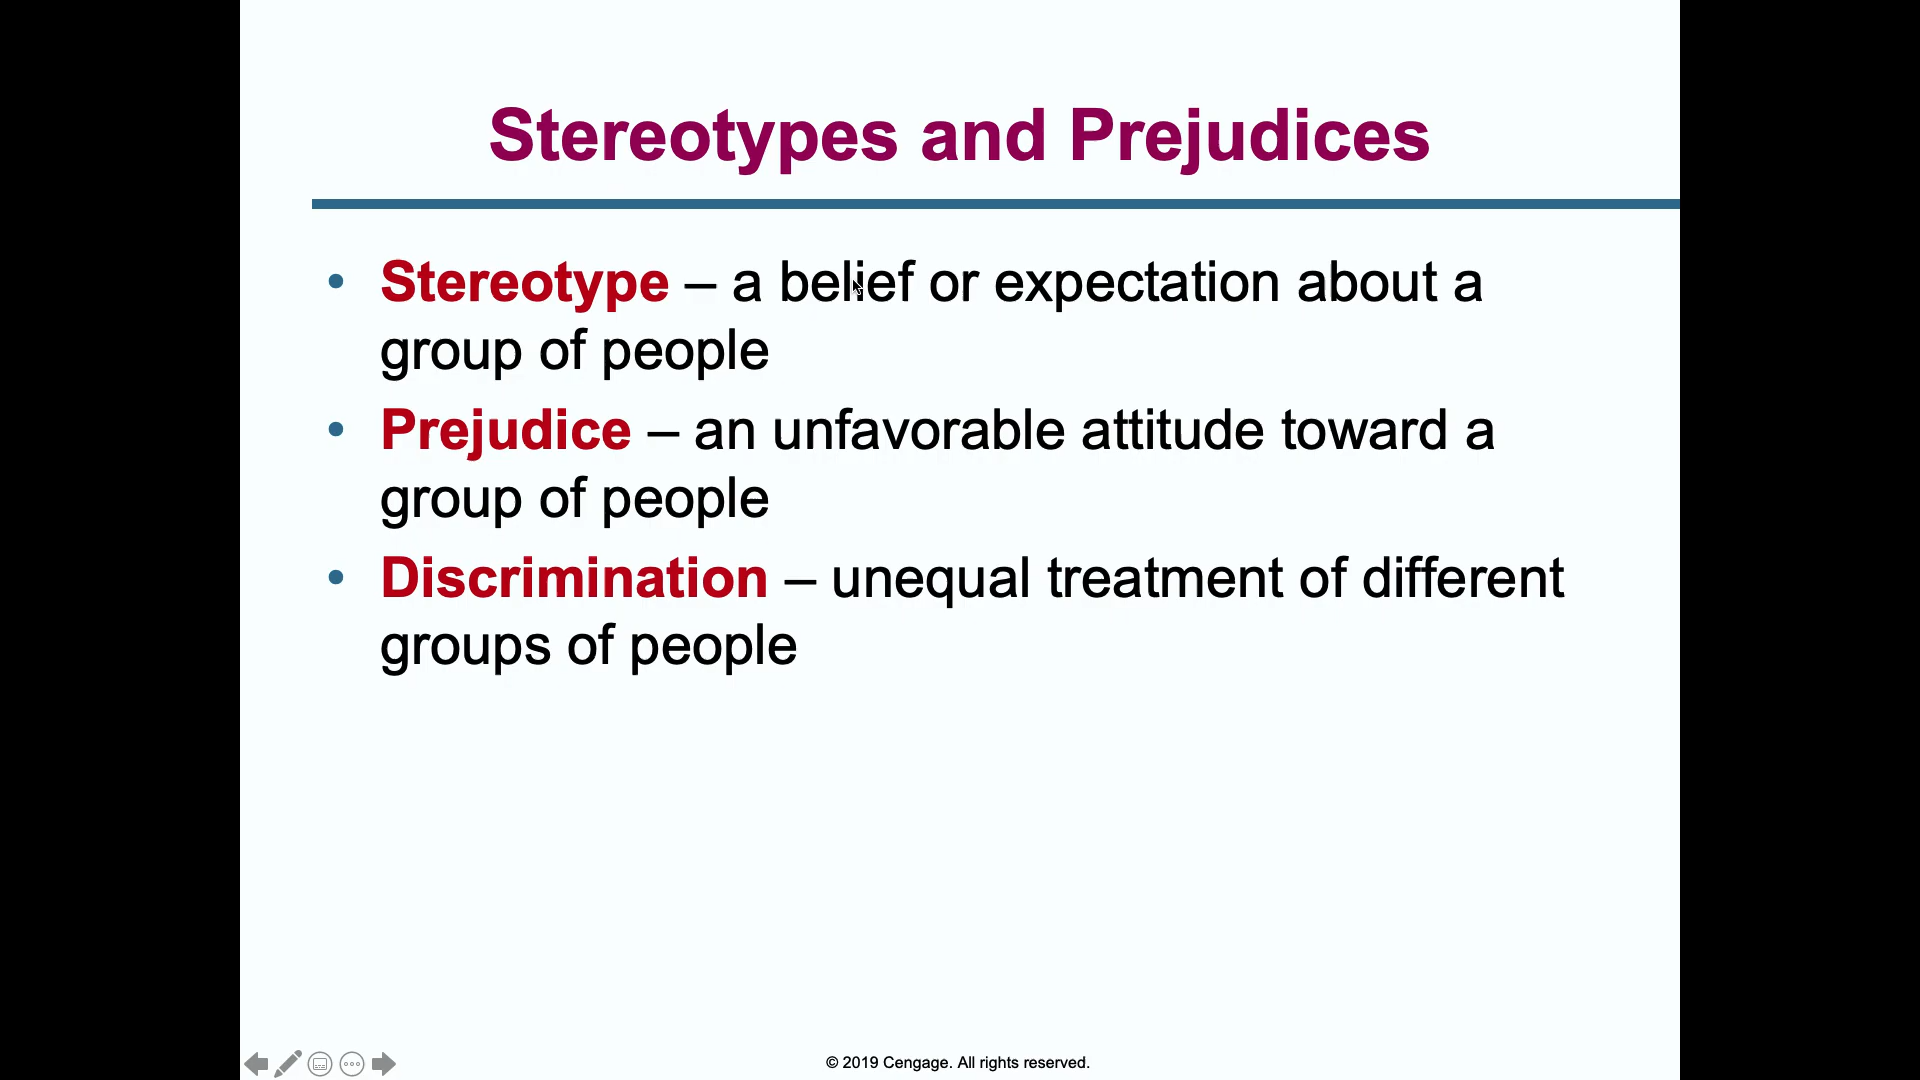 Stereotypes and Prejudices
• Stereotype – a belief or expectation about a
group of people
• Prejudice – an unfavorable attitude toward a
group of people
• Discrimination – unequal treatment of different
groups of people
© 2019 Cengage. All rights reserved.